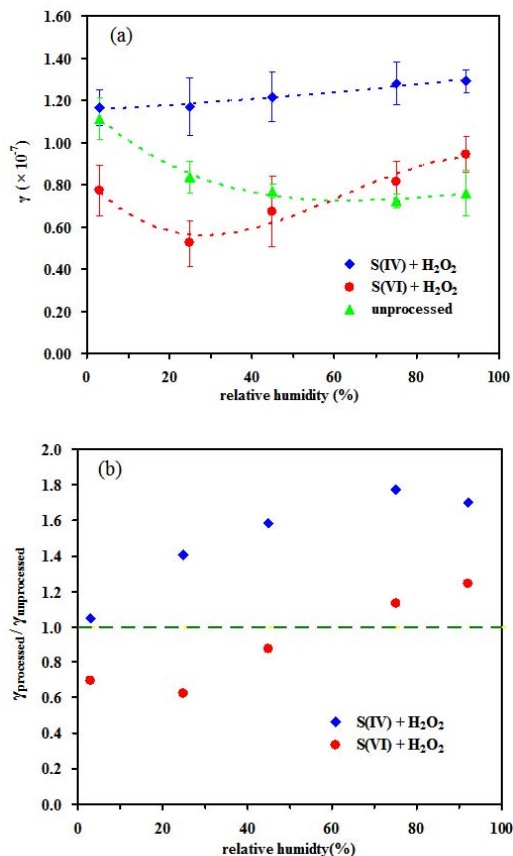 (a)
1.60
1.40
1.20
1.00
0.80
0.60
0.40
0.20
0.00
γ (× 10⁻⁷)
S(IV) + H₂O₂
S(VI) + H₂O₂
unprocessed
0 20 40 60 80 100
relative humidity (%)
(b)
2.0
1.8
1.6
1.4
1.2
1.0
0.8
0.6
0.4
0.2
0.0
γprocessed/ γunprocessed
S(IV) + H₂O₂
S(VI) + H₂O₂
0 20 40 60 80 100
relative humidty(%)